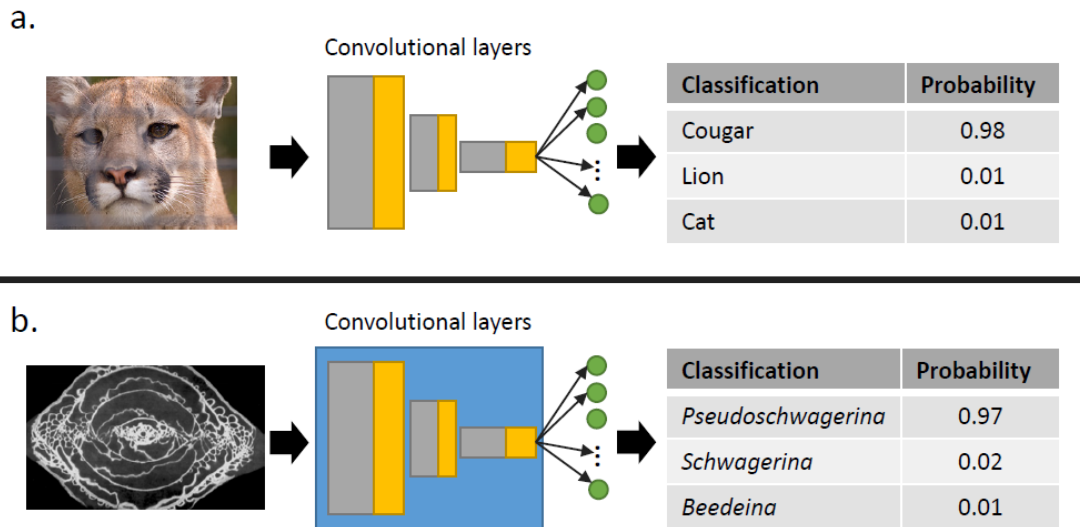 a.
Convolutional layers
Classification Probability
Cougar 0.98
Lion 0.01
Cat 0.01
b.
Convolutional layers
Classification Probability
Pseudoschwagerina 0.97
Schwagerina 0.02
Beedeina 0.01